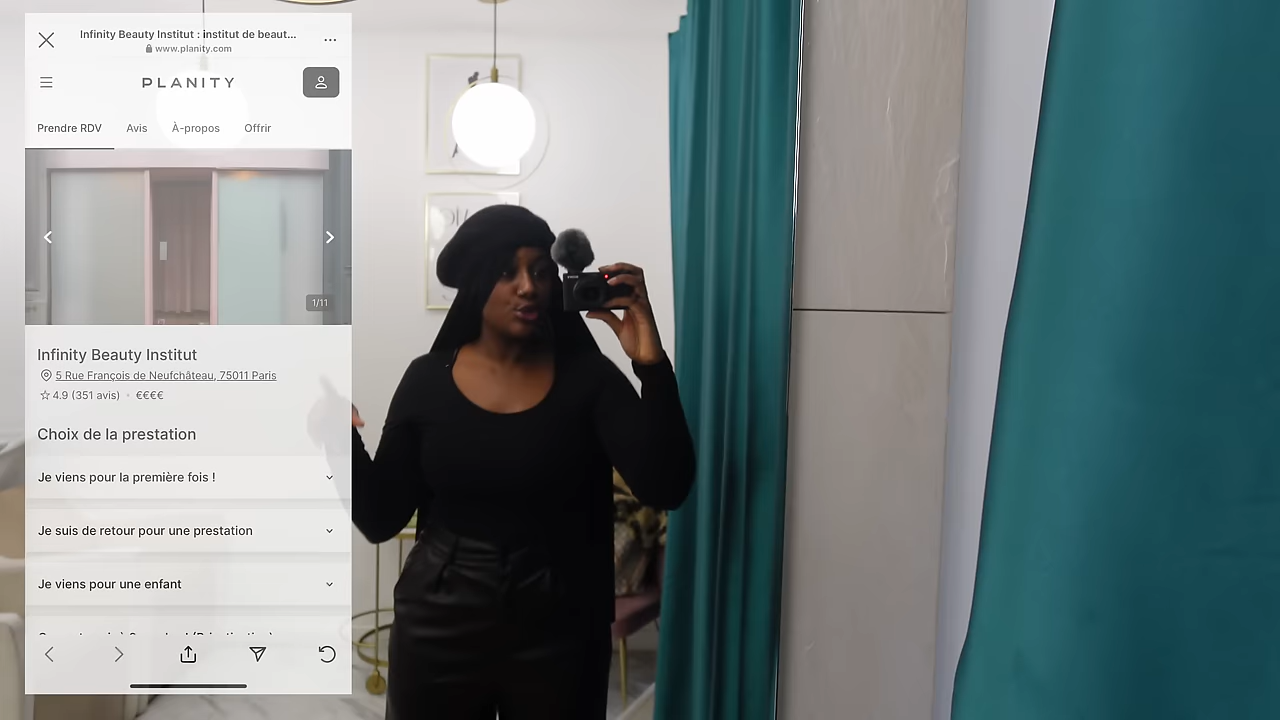 Infinity Beauty Institut : institut de beaut...
www.planity.com
PLANITY
Prendre RDV Avis À-propos Offrir
1/11
Infinity Beauty Institut
5 Rue François de Neufchâteau, 75011 Paris
4.9 (351 avis) • €€€€
Choix de la prestation
Je viens pour la première fois !
Je suis de retour pour une prestation
Je viens pour une enfant